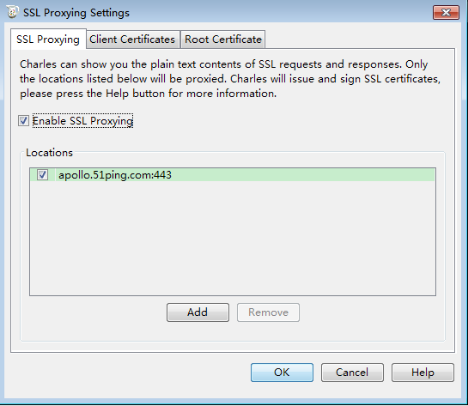 SSL Proxying Settings
SSL Proxying Client Certificates Root Certificate
Charles can show you the plain text contents of SSL requests and responses. Only
the locations listed below will be proxied. Charles will issue and sign SSL certificates,
please press the Help button for more information.
Enable SSL Proxying
Locations
apollo.51ping.com:443
Add Remove
OK Cancel Help